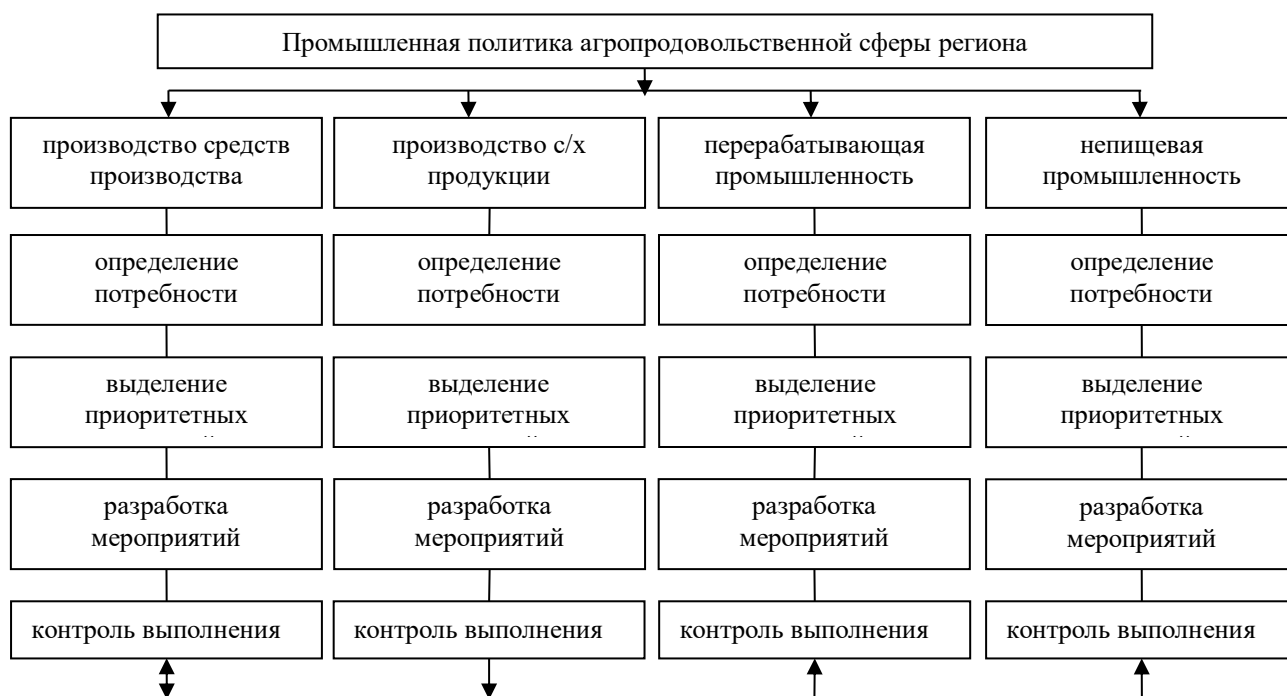 Промышленная политика агропродовольственной сферы региона
производство средств
производства
производство с/х
продукции
перерабатывающая
промышленность
непищевая
промышленность
определение
потребности
определение
потребности
определение
потребности
определение
потребности
выделение
приоритетных
выделение
приоритетных
выделение
приоритетных
выделение
приоритетных
разработка
мероприятий
разработка
мероприятий
разработка
мероприятий
разработка
мероприятий
контроль выполнения
контроль выполнения
контроль выполнения
контроль выполнения